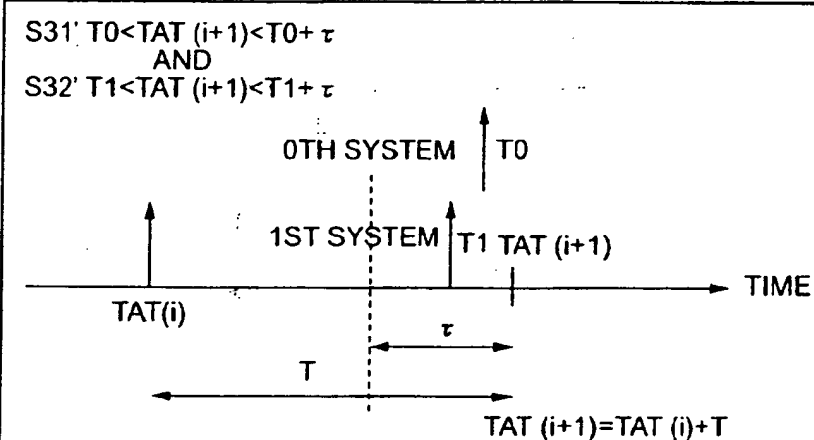 S31' T0<TAT (i+1)<T0+ τ
AND
S32' T1<TAT (i+1)<T1+ τ
0TH SYSTEM T0
1ST SYSTEM T1 TAT (i+1)
TIME
TAT(i)
τ
T
TAT (i+1)=TAT (i)+T